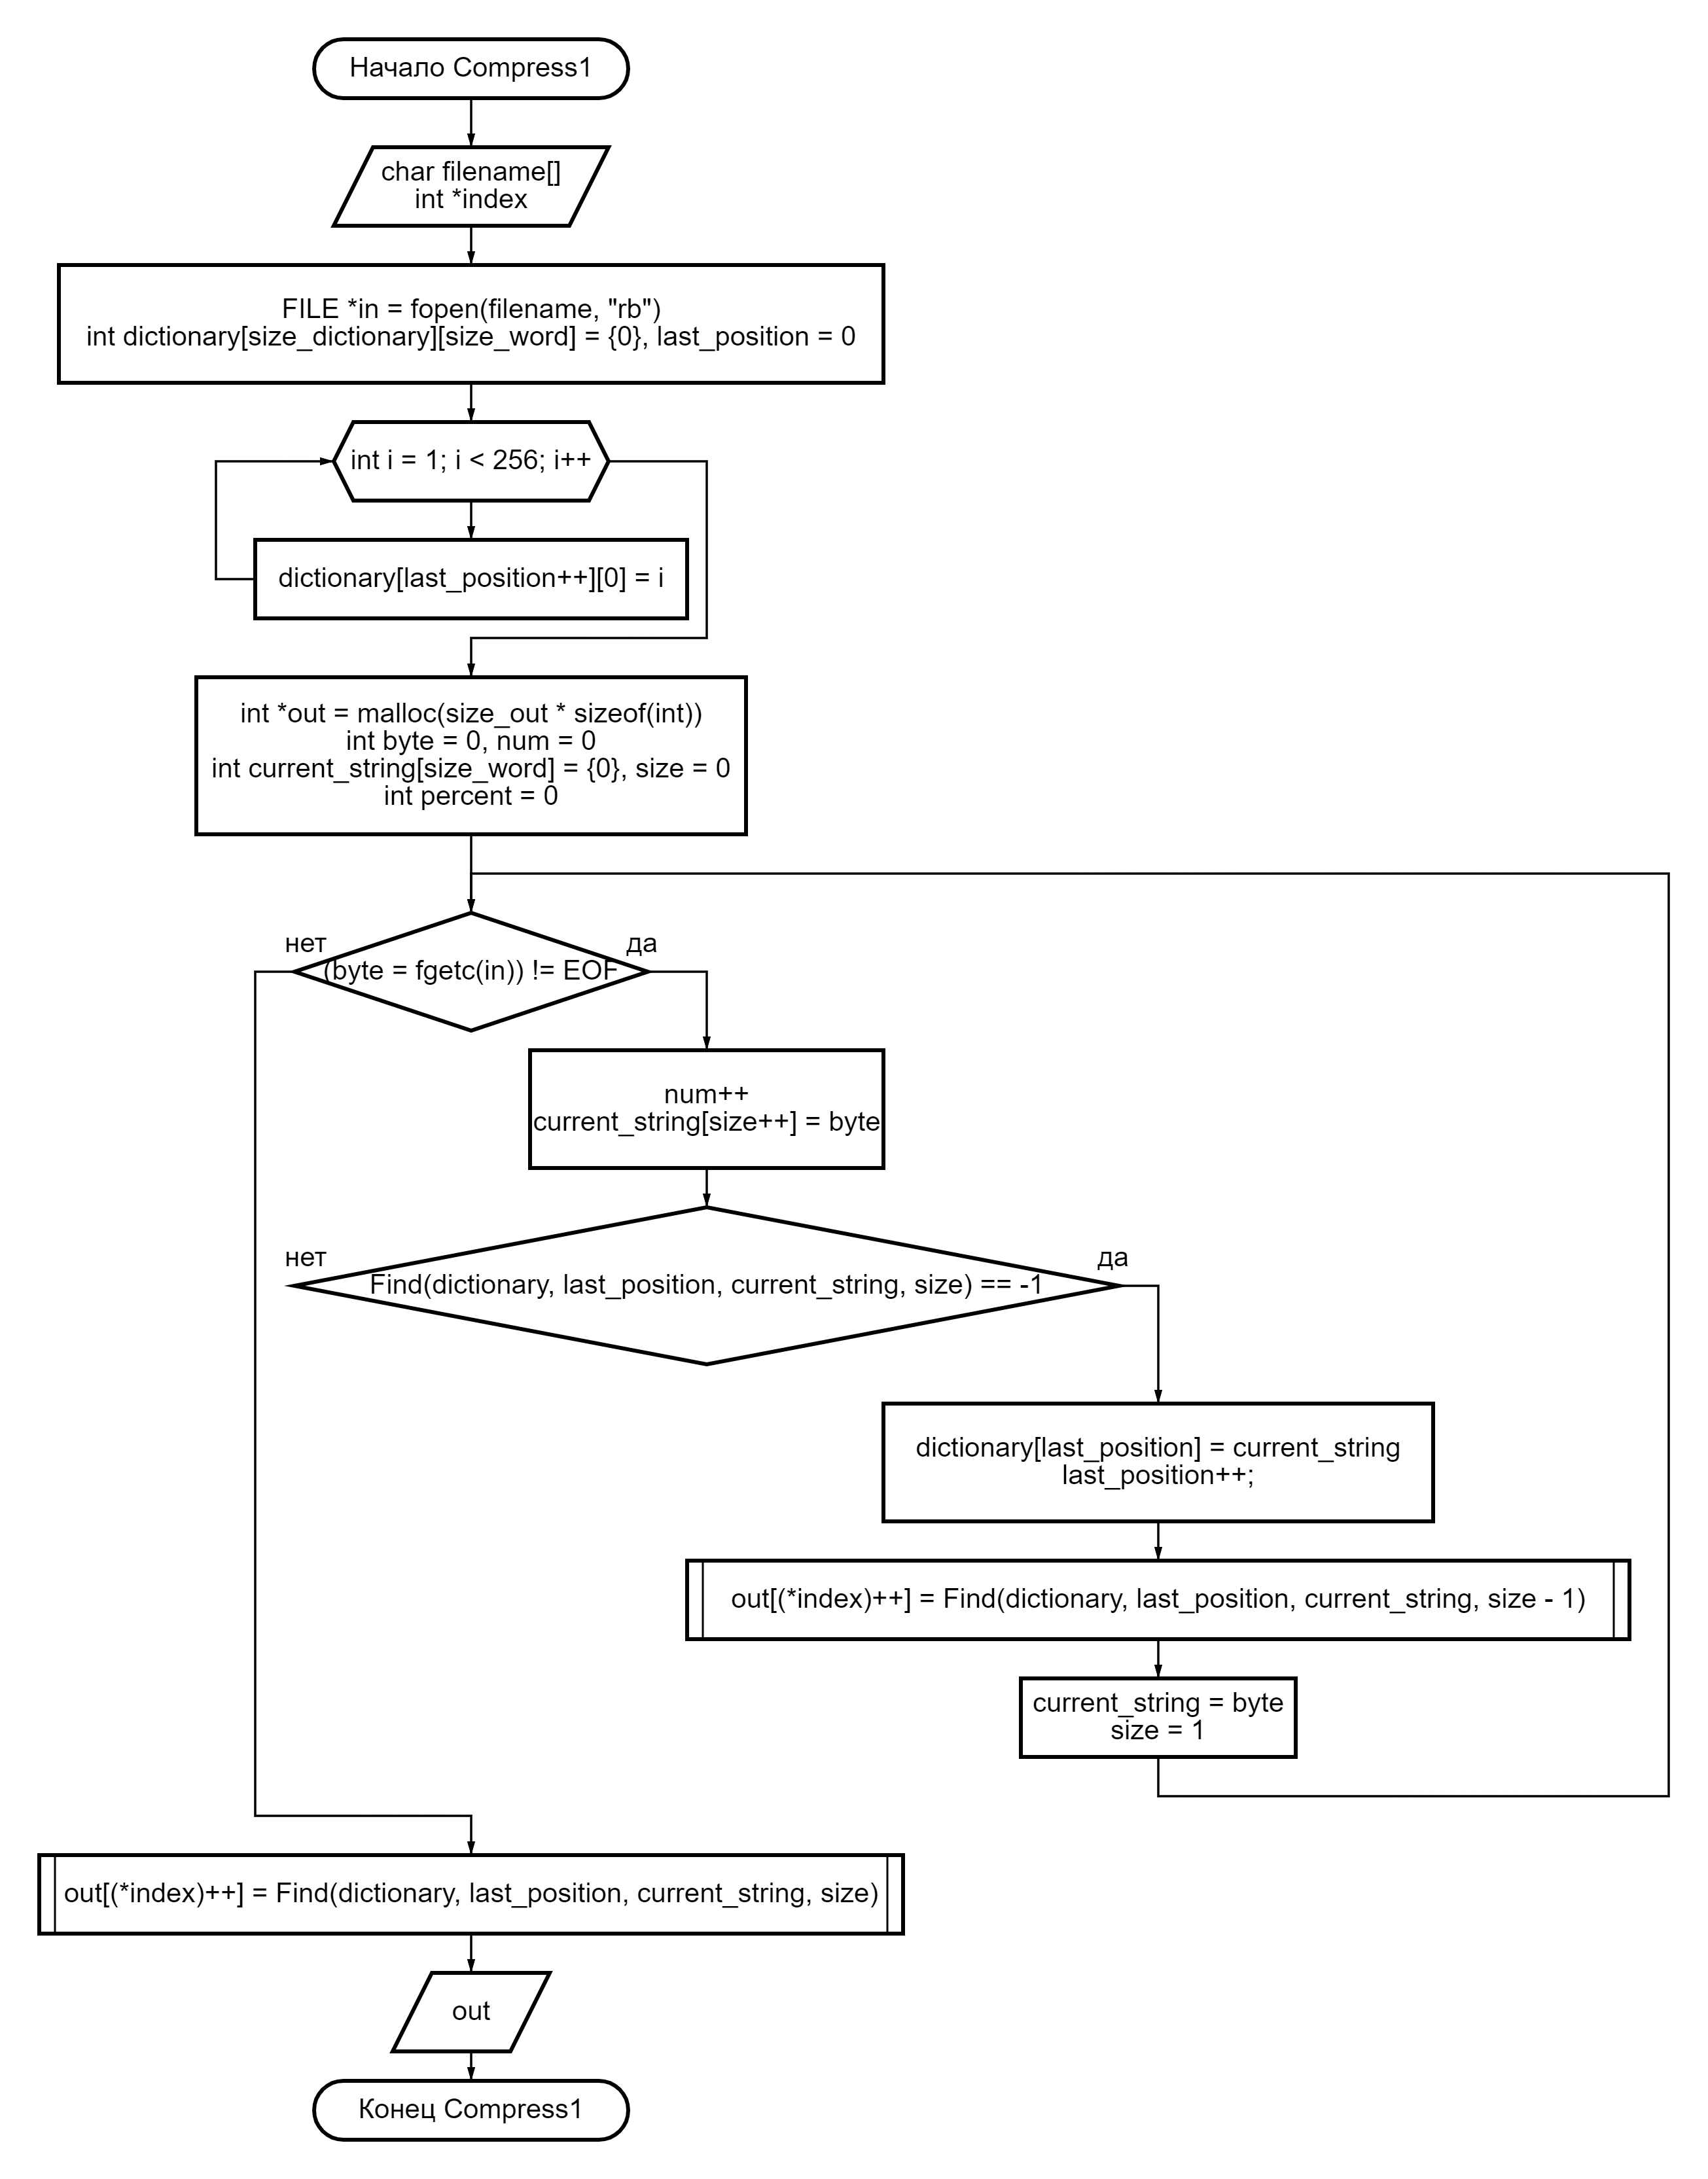 Начало Compress1
char filename[]
int *index
FILE *in = fopen(filename, "rb")
int dictionary[size_dictionary][size_word] = {0}, last_position = 0
int i = 1; i < 256; i++
dictionary[last_position++][0] = i
int *out = malloc(size_out * sizeof(int))
int byte = 0, num = 0
int current_string[size_word] = {0}, size = 0
int percent = 0
нет
да
(byte = fgetc(in)) != EOF
num++
current_string[size++] = byte
нет
да
Find(dictionary, last_position, current_string, size) == -1
dictionary[last_position] = current_string
last_position++;
out[(*index)++] = Find(dictionary, last_position, current_string, size - 1)
current_string = byte
size = 1
out[(*index)++] = Find(dictionary, last_position, current_string, size)
out
Конец Compress1